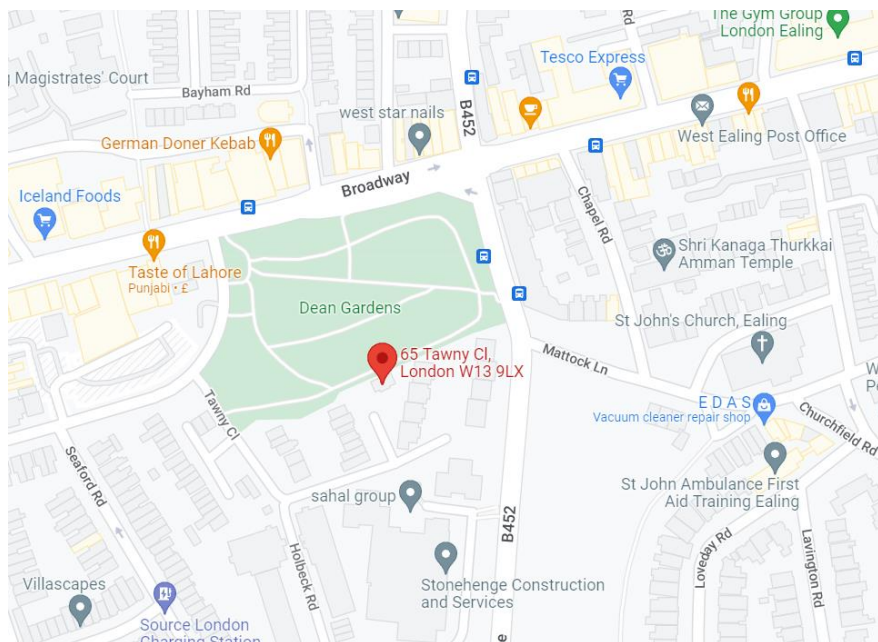 The Gym Group
London Ealing
Rd
Magistrates' Court
Tesco Express
Bayham Rd
B452
west star nails
West Ealing Post Office
German Doner Kebab
Broadway
Iceland Foods
Chapel Rd
Shri Kanaga Thurkkai
Amman Temple
Taste of Lahore
Punjabi • £
Dean Gardens
St John's Church, Ealing
65 Tawny Cl,
London W13 9LX
Mattock Ln
E D A S
Vacuum cleaner repair shop
Tawny Cl
Churchfield Rd
Seaford Rd
St John Ambulance First
Aid Training Ealing
sahal group
B452
Loveday Rd
Lavington Rd
Holbeck Rd
Villascapes
Stonehenge Construction
and Services
Source London
Charging Station